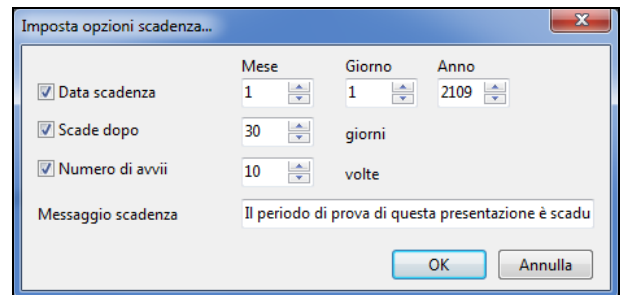 Imposta opzioni scadenza...
Mese Giorno Anno
Data scadenza 1 1 2109
Scade dopo 30 giorni
Numero di avvii 10 volte
Messaggio scadenza Il periodo di prova di questa presentazione è scadu
OK Annulla